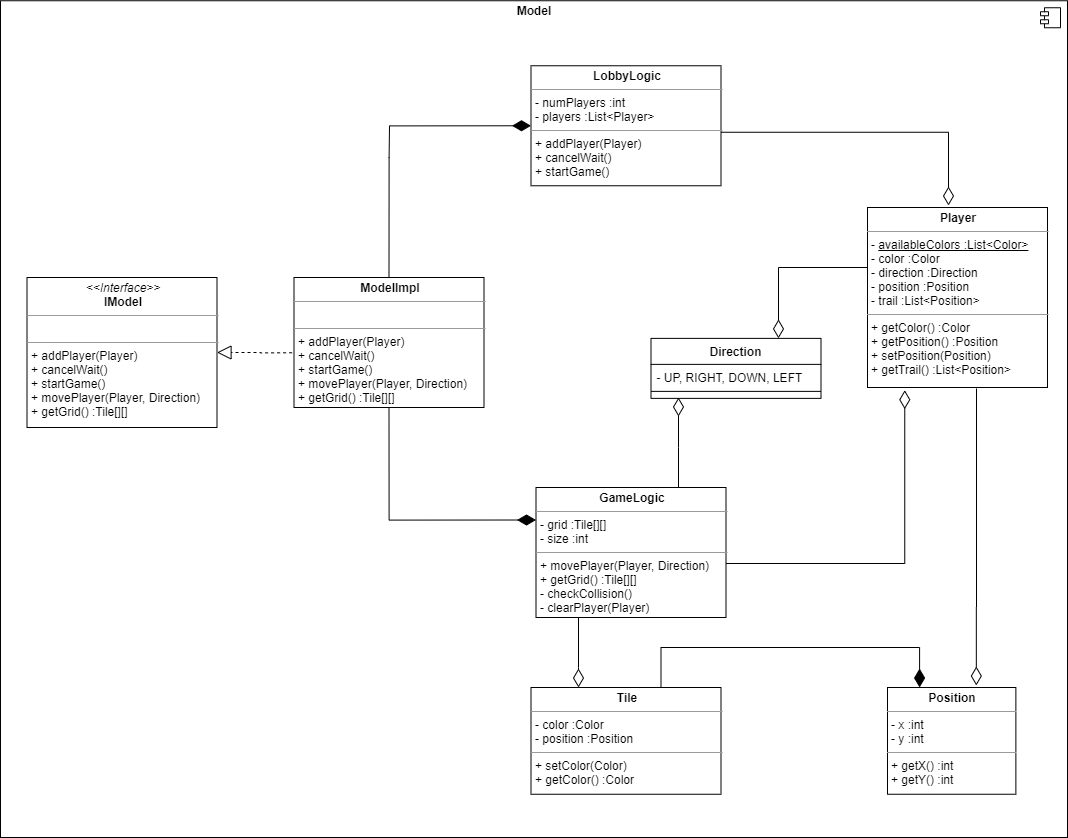 Model
LobbyLogic
- numPlayers :int
- players :List<Player>
+ addPlayer(Player)
+ cancelWait()
+ startGame()
Player
- availableColors :List<Color>
- color :Color
- direction :Direction
- position :Position
- trail :List<Position>
+ getColor() :Color
+ getPosition() :Position
+ setPosition(Position)
+ getTrail() :List<Position>
<<Interface>>
IModel
+ addPlayer(Player)
+ cancelWait()
+ startGame()
+ movePlayer(Player, Direction)
+ getGrid() :Tile[][]
ModelImpl
+ addPlayer(Player)
+ cancelWait()
+ startGame()
+ movePlayer(Player, Direction)
+ getGrid() :Tile[][]
Direction
- UP, RIGHT, DOWN, LEFT
GameLogic
- grid :Tile[][]
- size :int
+ movePlayer(Player, Direction)
+ getGrid() :Tile[][]
- checkCollision()
- clearPlayer(Player)
Tile
- color :Color
- position :Position
+ setColor(Color)
+ getColor() :Color
Position
- x :int
- y :int
+ getX() :int
+ getY() :int